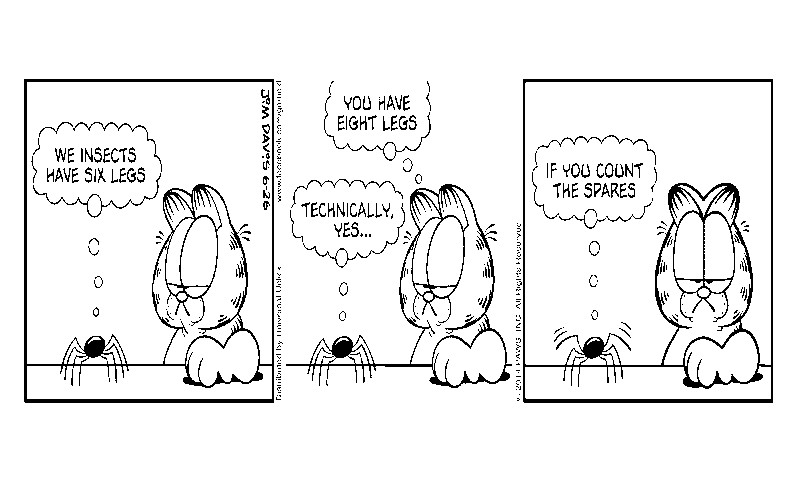 WE INSECTS
HAVE SIX LEGS
JIM DAVIS 6-26
YOU HAVE
EIGHT LEGS
TECHNICALLY,
YES...
IF YOU COUNT
THE SPARES